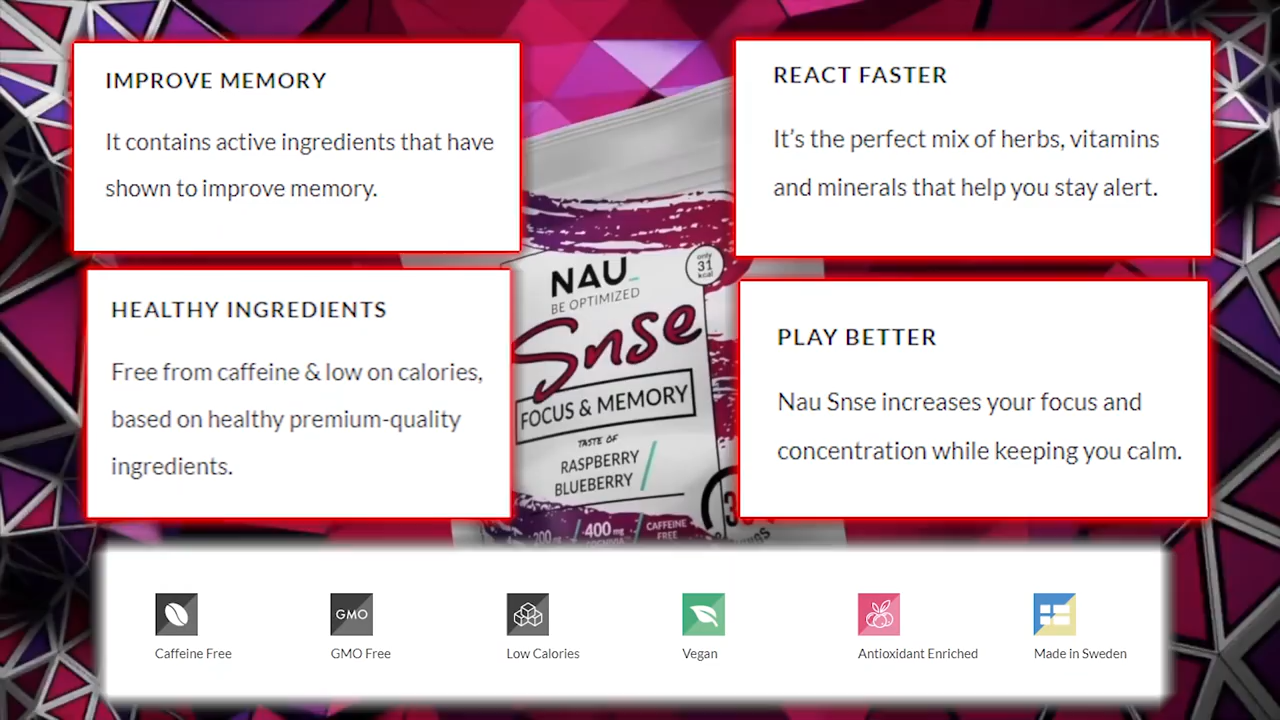 IMPROVE MEMORY
It contains active ingredients that have
shown to improve memory.
REACT FASTER
It’s the perfect mix of herbs, vitamins
and minerals that help you stay alert.
HEALTHY INGREDIENTS
Free from caffeine & low on calories,
based on healthy premium-quality
ingredients.
PLAY BETTER
Nau Snse increases your focus and
concentration while keeping you calm.
only
31
kcal
NAU_
BE OPTIMIZED
Snse
FOCUS & MEMORY
TASTE OF
RASPBERRY
BLUEBERRY
200 mg
400 mg
CAFFEINE
FREE
Caffeine Free
GMO
GMO Free
Low Calories
Vegan
Antioxidant Enriched
Made in Sweden